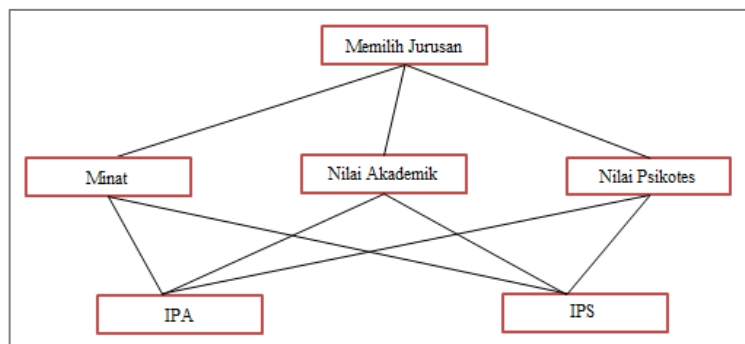 Memilih Jurusan
Minat
Nilai Akademik
Nilai Psikotes
IPA
IPS